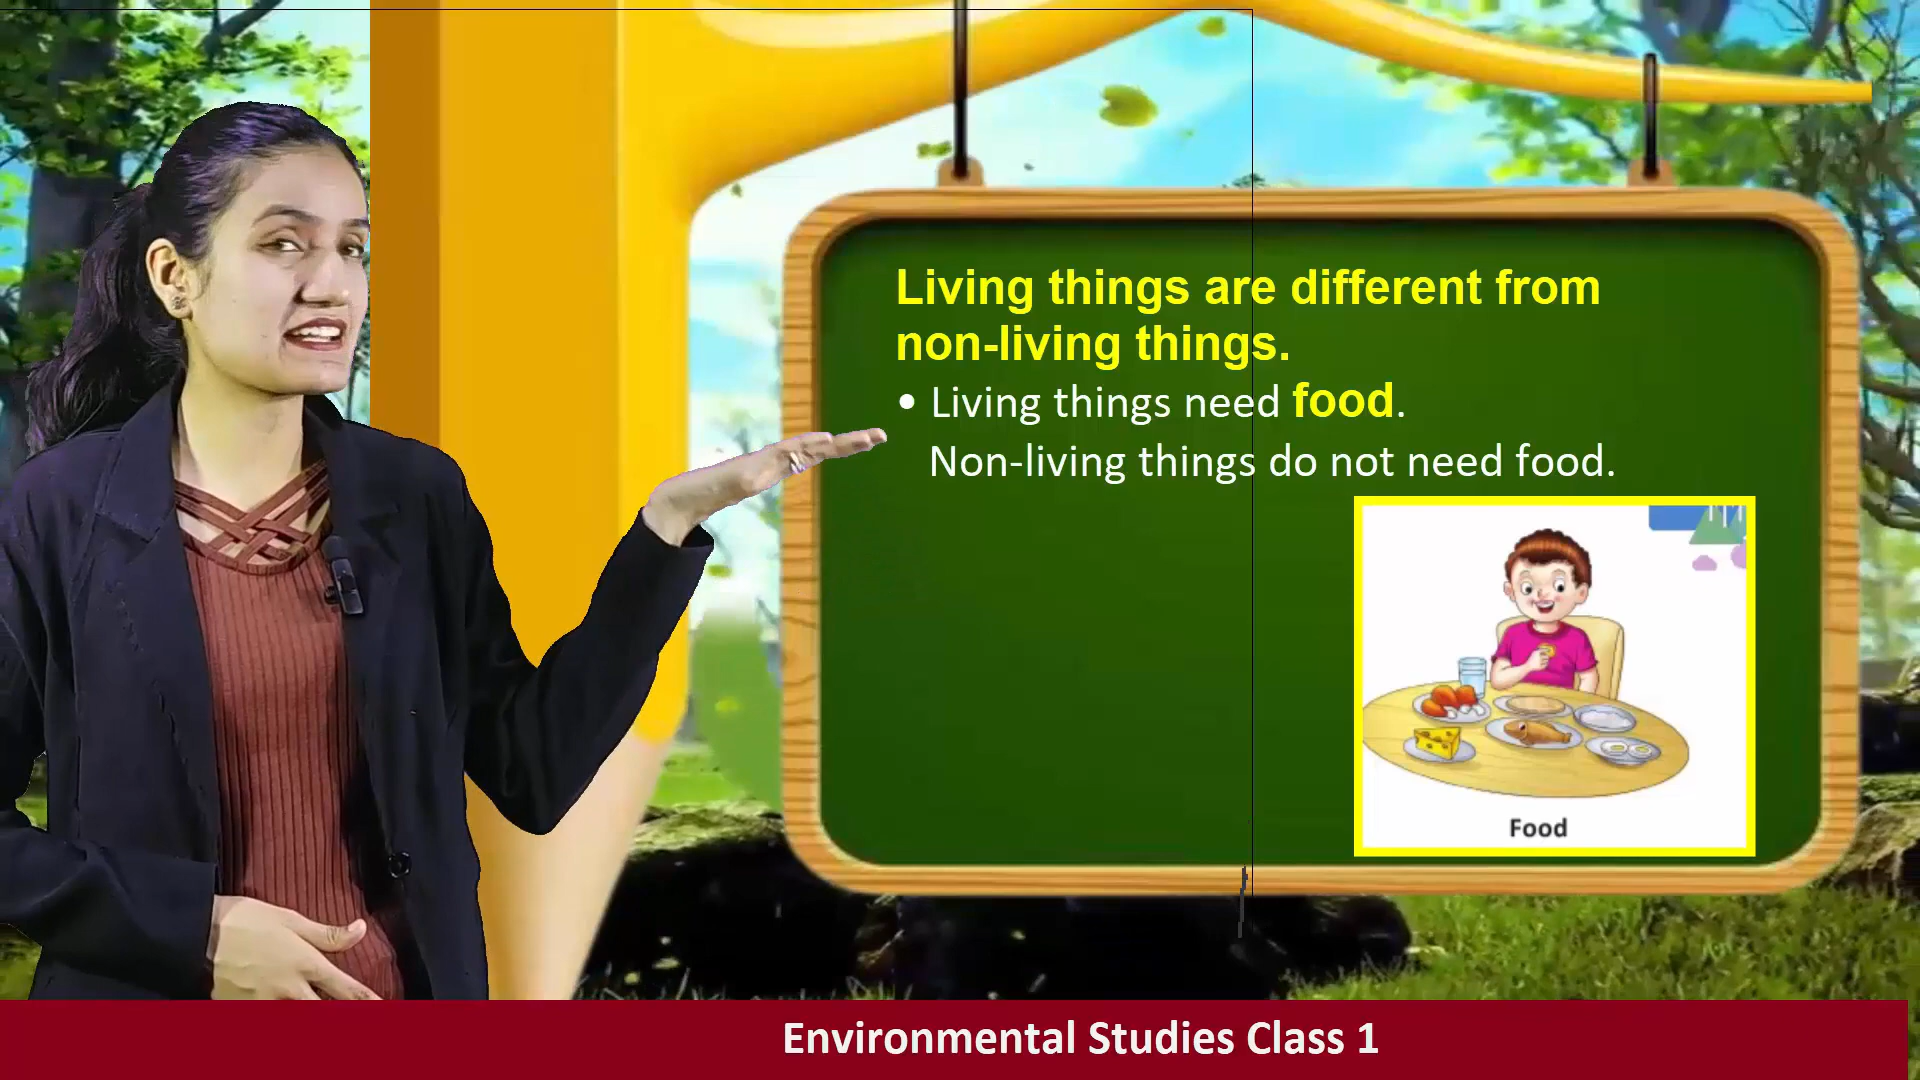 Living things are different from
non-living things.
• Living things need food.
Non-living things do not need food.
Food
Environmental Studies Class 1